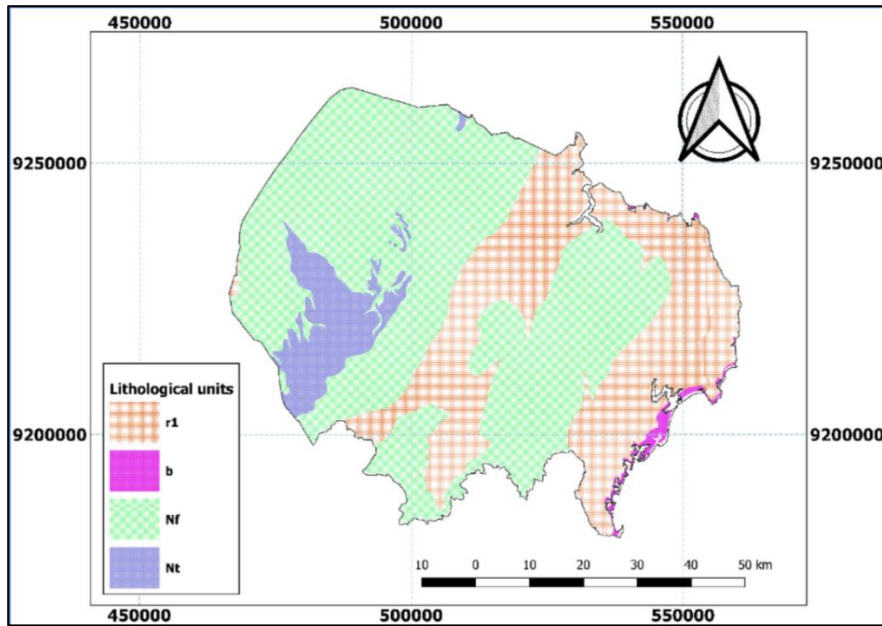 450000 500000 550000
9250000 9250000
Lithological units
r1
b
Nf
Nt
9200000 9200000
10 0 10 20 30 40 50 km
450000 500000 550000